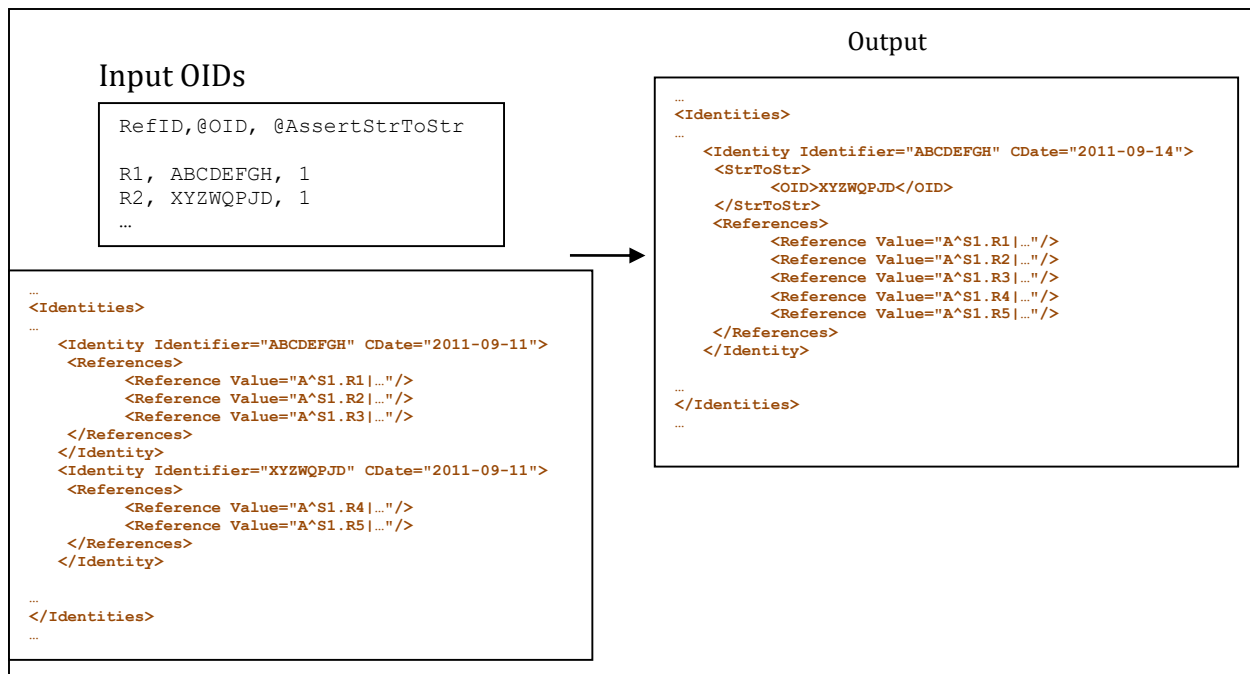 Input OIDs
RefID,@OID, @AssertStrToStr
R1, ABCDEFGH, 1
R2, XYZWQPJD, 1
…
…
<Identities>
…
<Identity Identifier="ABCDEFGH" CDate="2011-09-11">
<References>
<Reference Value="A^S1.R1|…"/>
<Reference Value="A^S1.R2|…"/>
<Reference Value="A^S1.R3|…"/>
</References>
</Identity>
<Identity Identifier="XYZWQPJD" CDate="2011-09-11">
<References>
<Reference Value="A^S1.R4|…"/>
<Reference Value="A^S1.R5|…"/>
</References>
</Identity>
…
</Identities>
…
Output
…
<Identities>
…
<Identity Identifier="ABCDEFGH" CDate="2011-09-14">
<StrToStr>
<OID>XYZWQPJD</OID>
</StrToStr>
<References>
<Reference Value="A^S1.R1|…"/>
<Reference Value="A^S1.R2|…"/>
<Reference Value="A^S1.R3|…"/>
<Reference Value="A^S1.R4|…"/>
<Reference Value="A^S1.R5|…"/>
</References>
</Identity>
…
</Identities>
…